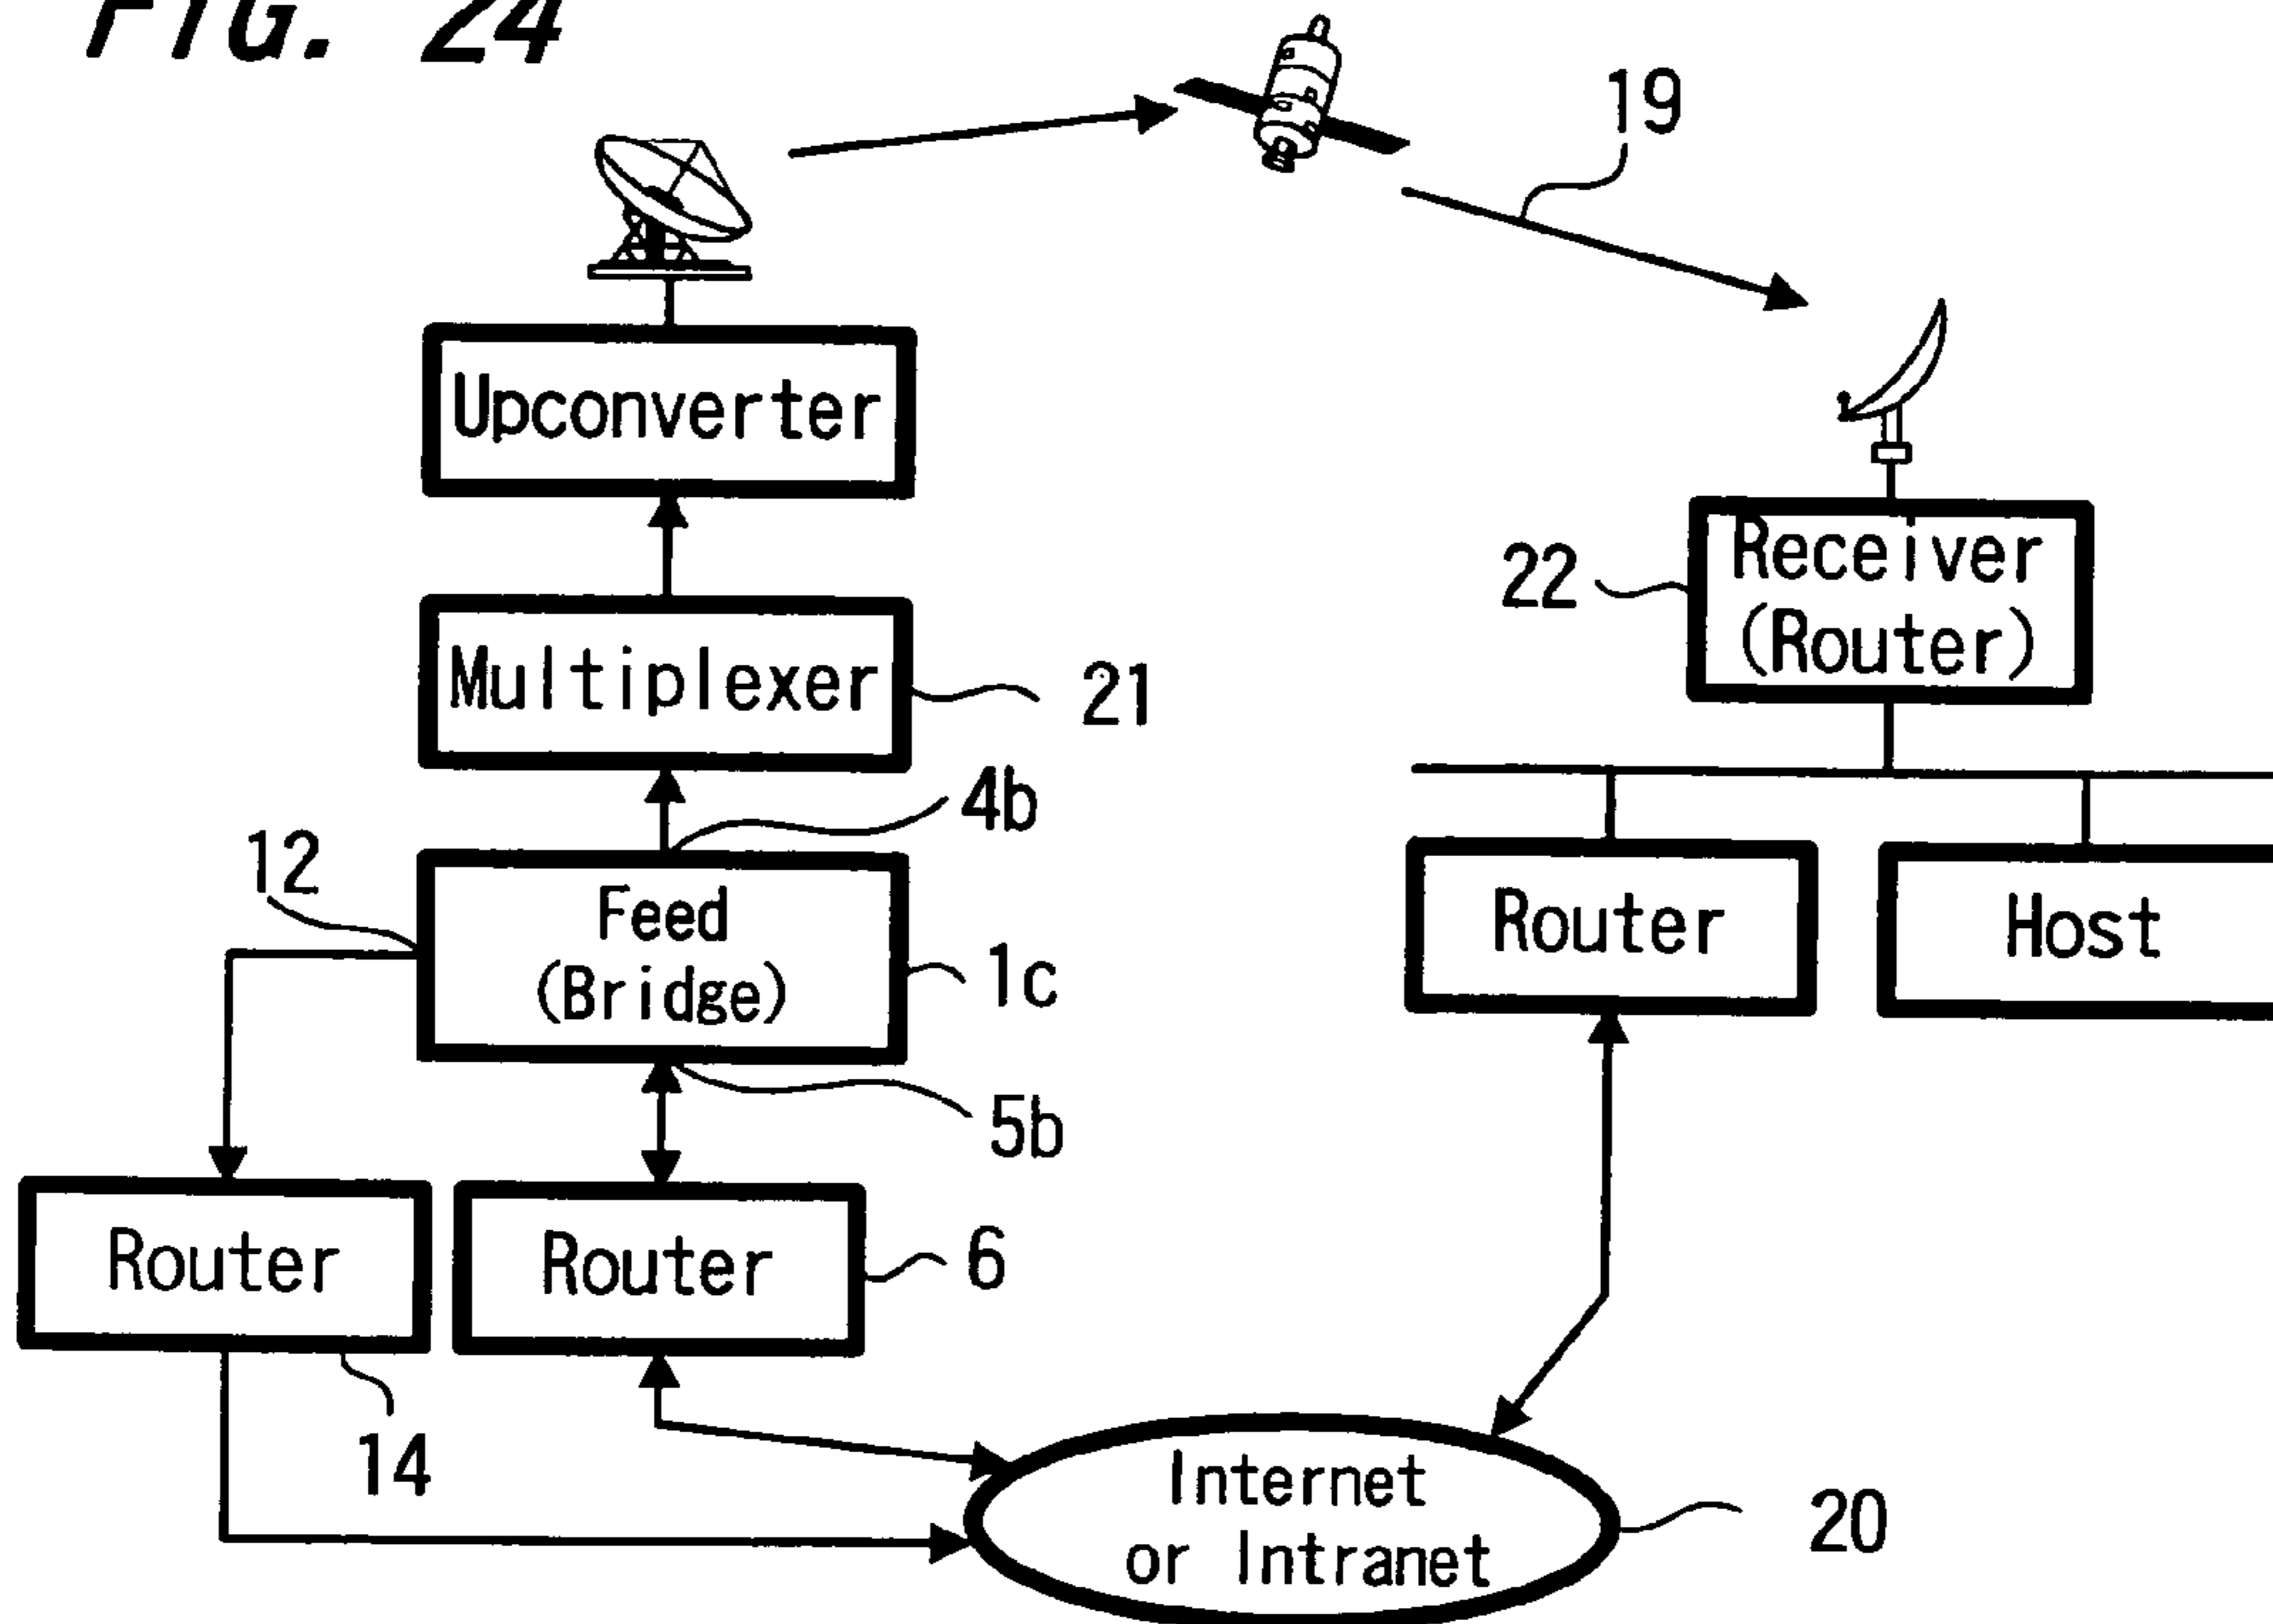 FIG. 24
19
Upconverter
Receiver
(Router)
22
Multiplexer
21
4b
12
Feed
(Bridge)
1c
Router
Host
5b
Router
Router
6
14
Internet
or Intranet
20